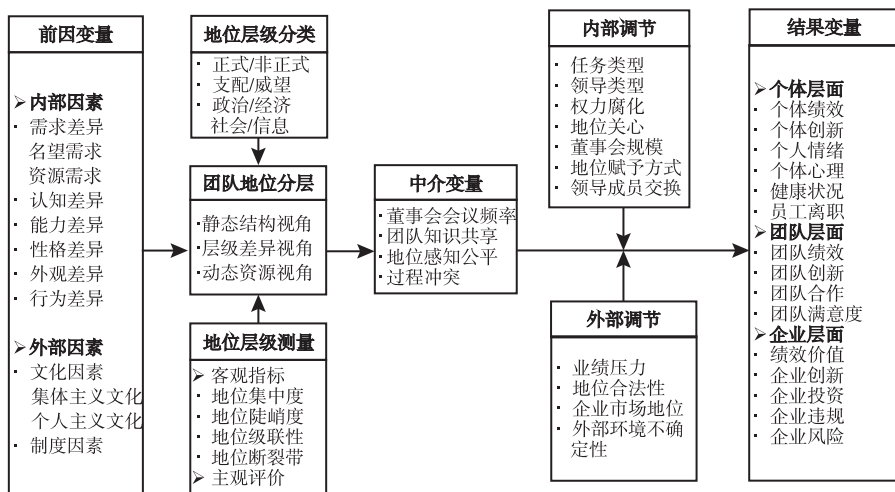 前因变量
➢内部因素
· 需求差异
名望需求
资源需求
· 认知差异
· 能力差异
· 性格差异
· 外观差异
· 行为差异
➢外部因素
· 文化因素
集体主义文化
个人主义文化
· 制度因素
地位层级分类
· 正式/非正式
· 支配/威望
· 政治/经济
社会/信息
团队地位分层
·静态结构视角
·层级差异视角
·动态资源视角
地位层级测量
➢ 客观指标
· 地位集中度
· 地位陡峭度
· 地位级联性
· 地位断裂带
➢ 主观评价
中介变量
·董事会会议频率
·团队知识共享
·地位感知公平
·过程冲突
内部调节
· 任务类型
· 领导类型
· 权力腐化
· 地位关心
· 董事会规模
· 地位赋予方式
· 领导成员交换
外部调节
· 业绩压力
· 地位合法性
· 企业市场地位
· 外部环境不确
定性
结果变量
➢个体层面
· 个体绩效
· 个体创新
· 个人情绪
· 个体心理
· 健康状况
· 员工离职
➢团队层面
· 团队绩效
· 团队创新
· 团队合作
· 团队满意度
➢企业层面
· 绩效价值
· 企业创新
· 企业投资
· 企业违规
· 企业风险